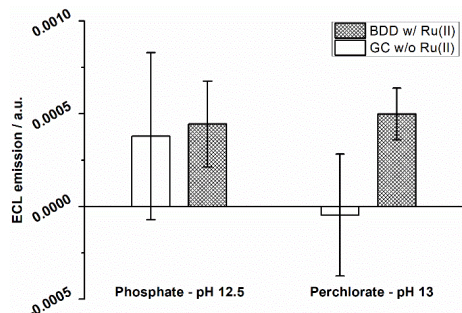 0.0010
BDD w/ Ru(II)
GC w/o Ru(II)
0.0005
ECL emission / a.u.
0.0000
Phosphate - pH 12.5 Perchlorate - pH 13
-0.0005